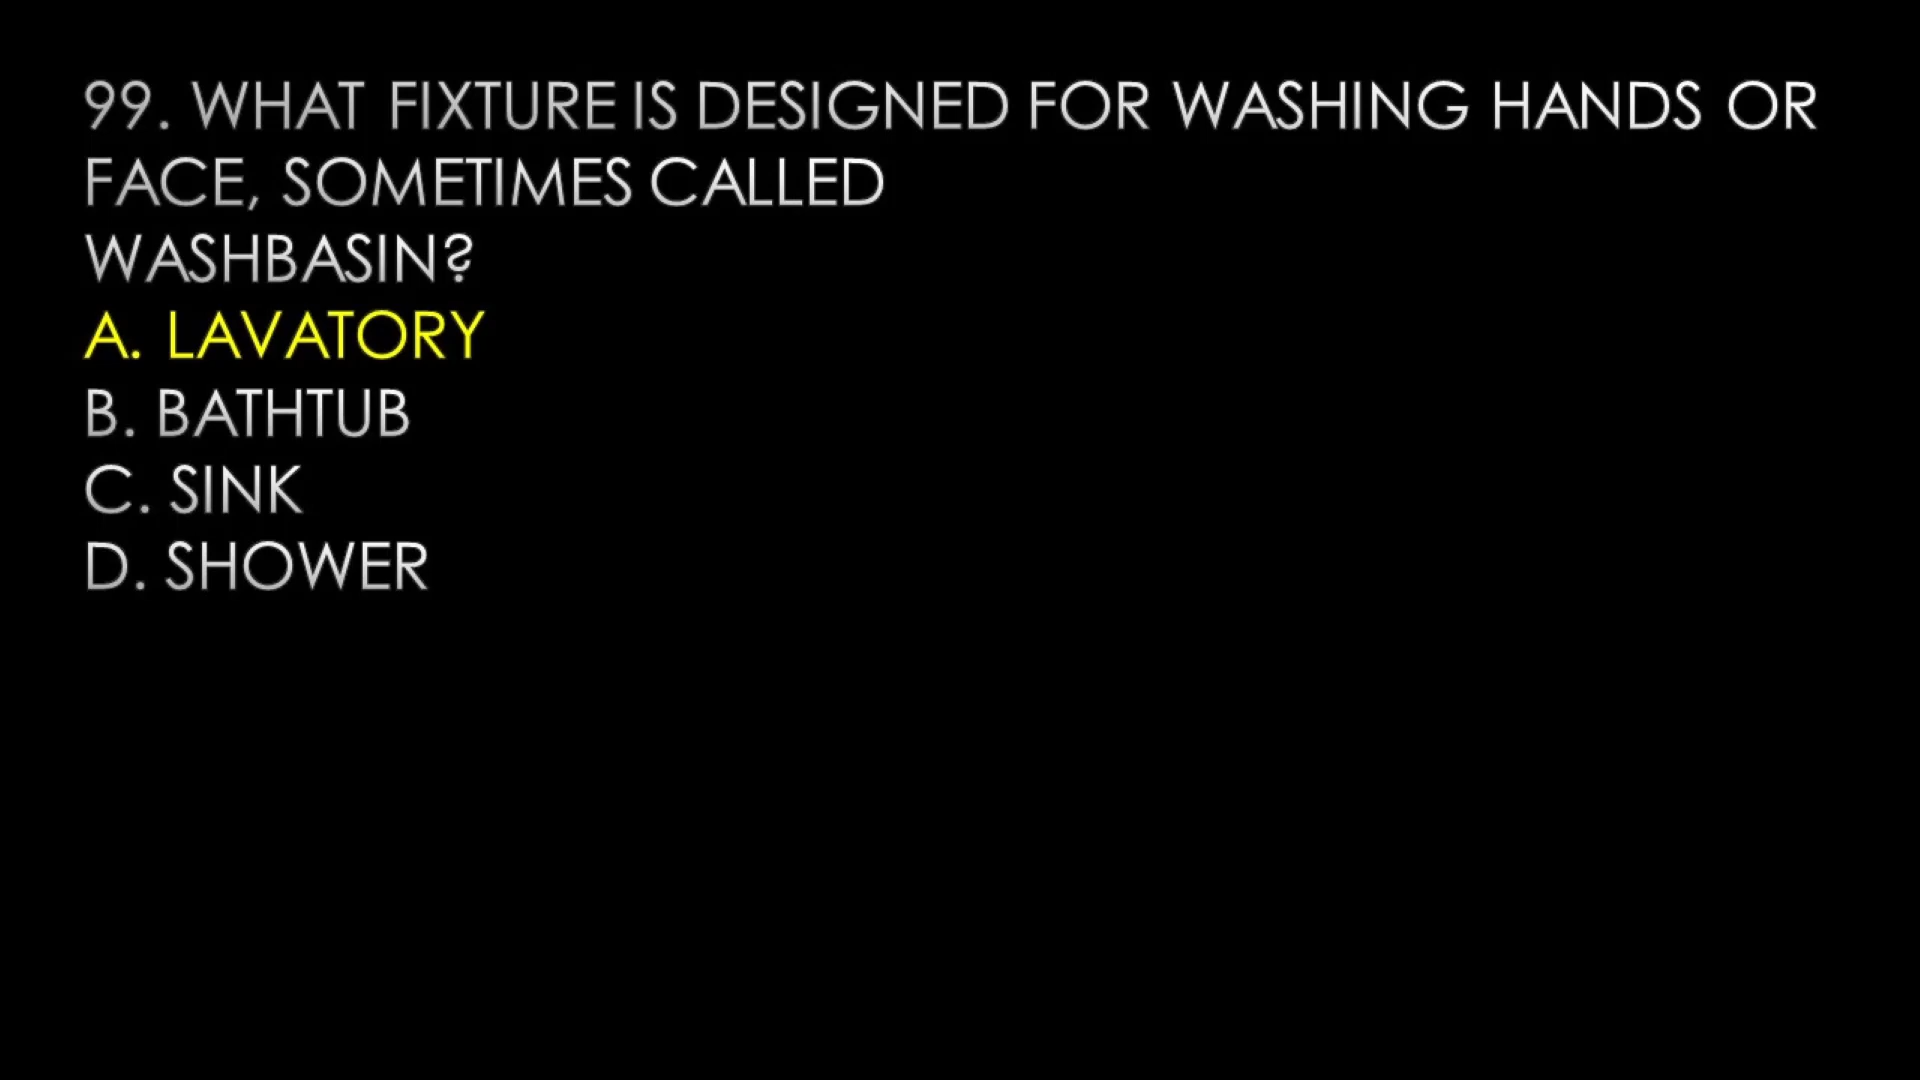 99. WHAT FIXTURE IS DESIGNED FOR WASHING HANDS OR
FACE, SOMETIMES CALLED
WASHBASIN?
A. LAVATORY
B. BATHTUB
C. SINK
D. SHOWER